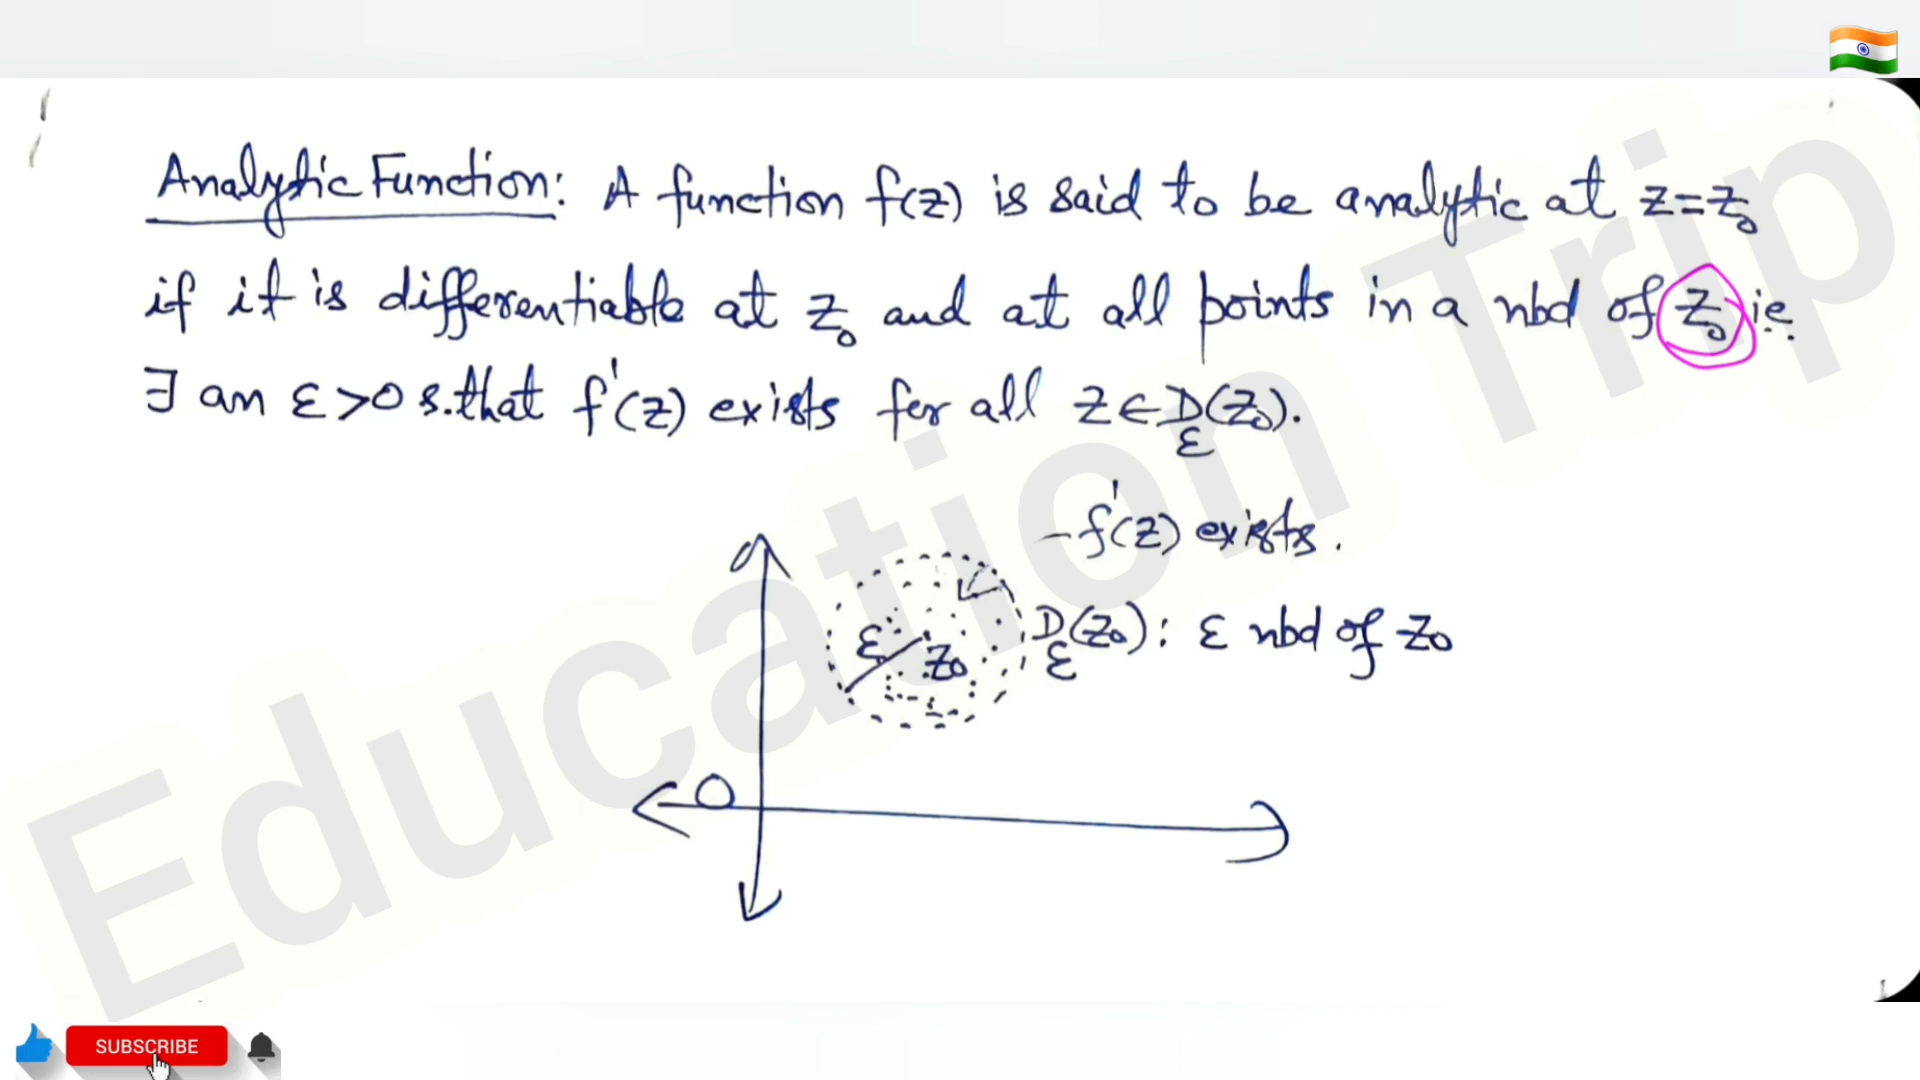 Analytic Function: A function f(z) is said to be analytic at z=z₀
if it is differentiable at z₀ and at all points in a nbd of z₀ ie.
∃ an ε>0 s.that f'(z) exists for all z∈D_ε(z₀).
- f'(z) exists.
D_ε(z₀): ε nbd of z₀
ε z₀
O
Education Trip
SUBSCRIBE